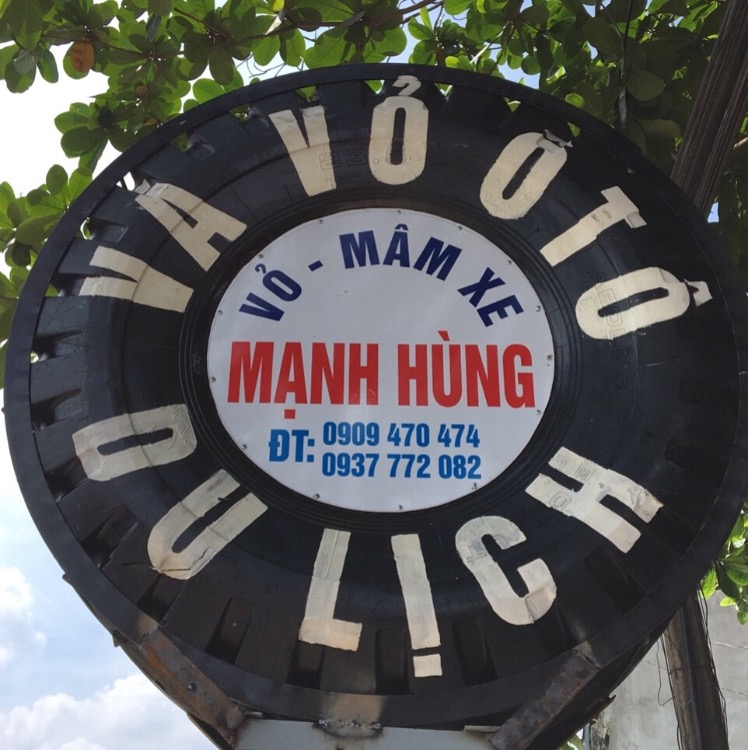 VÁ VỎ ÔTÔ
DU LỊCH
VỎ - MÂM XE
MẠNH HÙNG
ĐT: 0909 470 474
0937 772 082